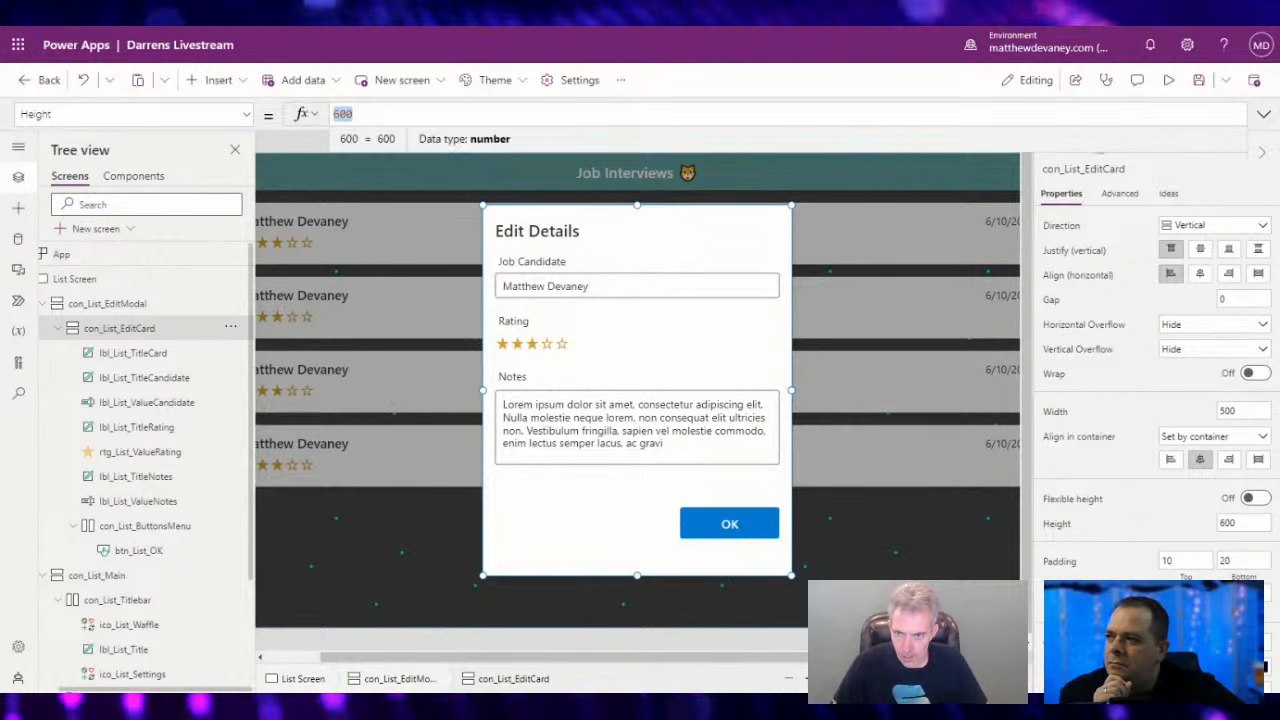 Power Apps | Darrens Livestream
Environment
matthewdevaney.com (...
MD
Back
Insert
Add data
New screen
Theme
Settings
...
Editing
Height
=
fx
600
600 = 600
Data type: number
Tree view
Screens
Components
Search
New screen
App
List Screen
con_List_EditModal
con_List_EditCard
...
lbl_List_TitleCard
lbl_List_TitleCandidate
lbl_List_ValueCandidate
lbl_List_TitleRating
rtg_List_ValueRating
lbl_List_TitleNotes
lbl_List_ValueNotes
con_List_ButtonsMenu
btn_List_OK
con_List_Main
con_List_Titlebar
ico_List_Waffle
lbl_List_Title
ico_List_Settings
Job Interviews
atthew Devaney
6/10/20
atthew Devaney
6/10/20
atthew Devaney
6/10/20
atthew Devaney
6/10/20
Edit Details
Job Candidate
Matthew Devaney
Rating
Notes
Lorem ipsum dolor sit amet, consectetur adipiscing elit.
Nulla molestie neque lorem, non consequat elit ultricies
non. Vestibulum fringilla, sapien vel molestie commodo,
enim lectus semper lacus, ac gravi
OK
List Screen
con_List_EditMo...
con_List_EditCard
con_List_EditCard
Properties
Advanced
Ideas
Direction
Vertical
Justify (vertical)
Align (horizontal)
Gap
0
Horizontal Overflow
Hide
Vertical Overflow
Hide
Wrap
Off
Width
500
Align in container
Set by container
Flexible height
Off
Height
600
Padding
10
20
Top
Bottom